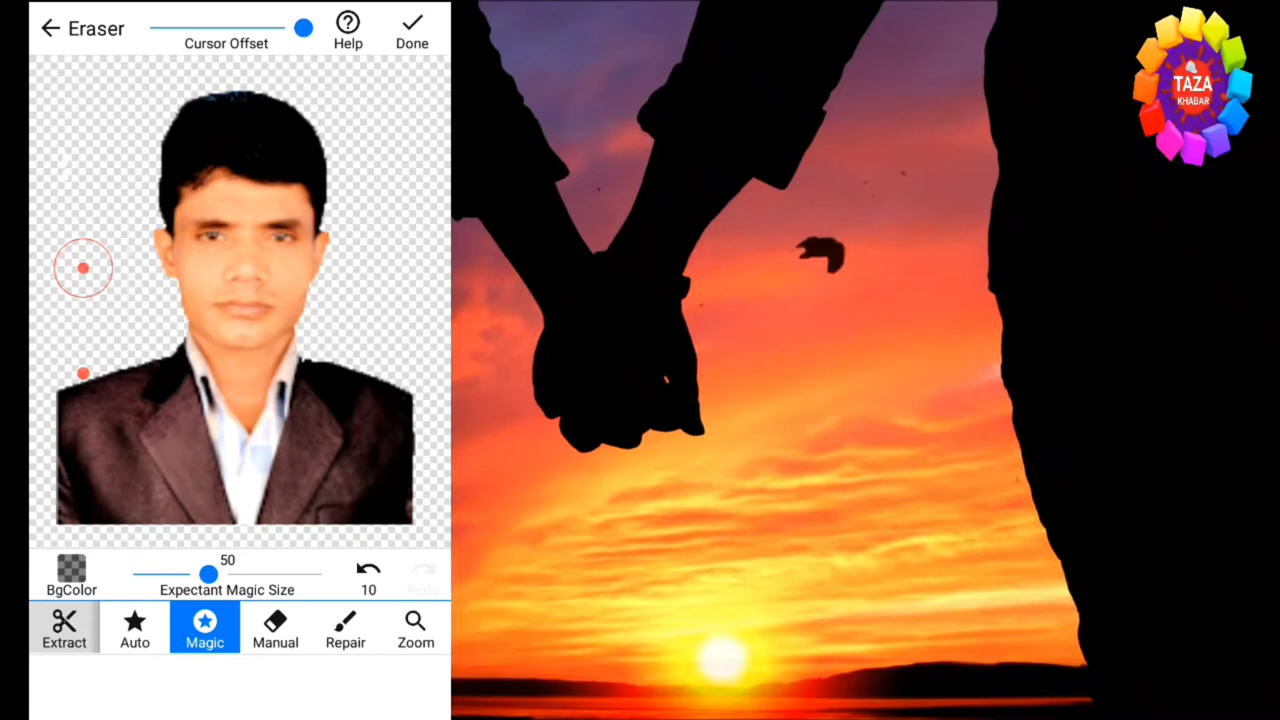 Eraser
Cursor Offset
Help
Done
TAZA
KHABAR
50
BgColor
Expectant Magic Size
10
Redo
Extract
Auto
Magic
Manual
Repair
Zoom